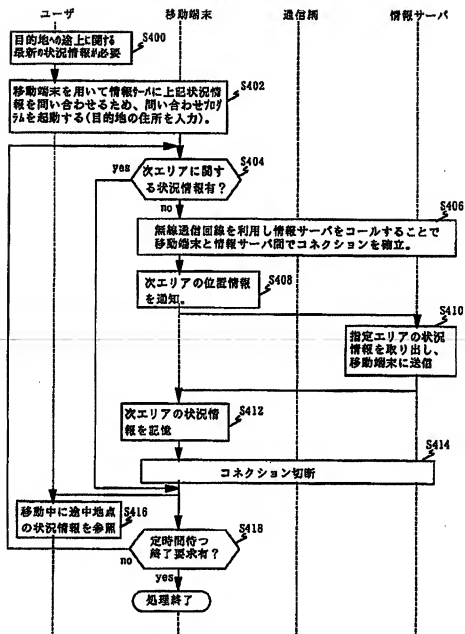 ユーザ
移動端末
通信網
情報サーバ
S400
目的地への途上に関する
最新の状況情報が必要
S402
移動端末を用いて情報サーバに上記状況情
報を問い合わせるため、問い合わせプログ
ラムを起動する(目的地の住所を入力)。
S404
yes
次エリアに関す
る状況情報有?
no
S406
無線通信回線を利用し情報サーバをコールすることで
移動端末と情報サーバ間でコネクションを確立。
S408
次エリアの位置情報
を通知。
S410
指定エリアの状況
情報を取り出し、
移動端末に送信
S412
次エリアの状況情
報を記憶
S414
コネクション切断
S416
移動中に途中地点
の状況情報を参照
S418
定時間待つ
終了要求有?
no
yes
処理終了